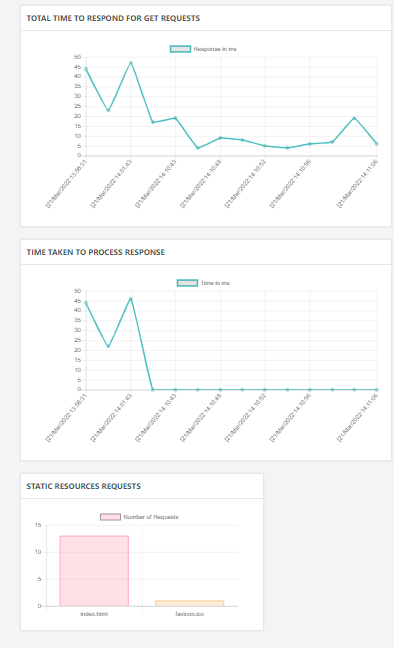 TOTAL TIME TO RESPOND FOR GET REQUESTS
Response in ms
50
45
40
35
30
25
20
15
10
5
0
[21/Mar/2022:13:58:31
[21/Mar/2022:14:01:43
[21/Mar/2022:14:10:43
[21/Mar/2022:14:10:48
[21/Mar/2022:14:10:52
[21/Mar/2022:14:10:56
[21/Mar/2022:14:11:06
TIME TAKEN TO PROCESS RESPONSE
Time in ms
50
45
40
35
30
25
20
15
10
5
0
[21/Mar/2022:13:58:31
[21/Mar/2022:14:01:43
[21/Mar/2022:14:10:43
[21/Mar/2022:14:10:48
[21/Mar/2022:14:10:52
[21/Mar/2022:14:10:56
[21/Mar/2022:14:11:06
STATIC RESOURCES REQUESTS
Number of Requests
15
10
5
0
index.html
favicon.ico